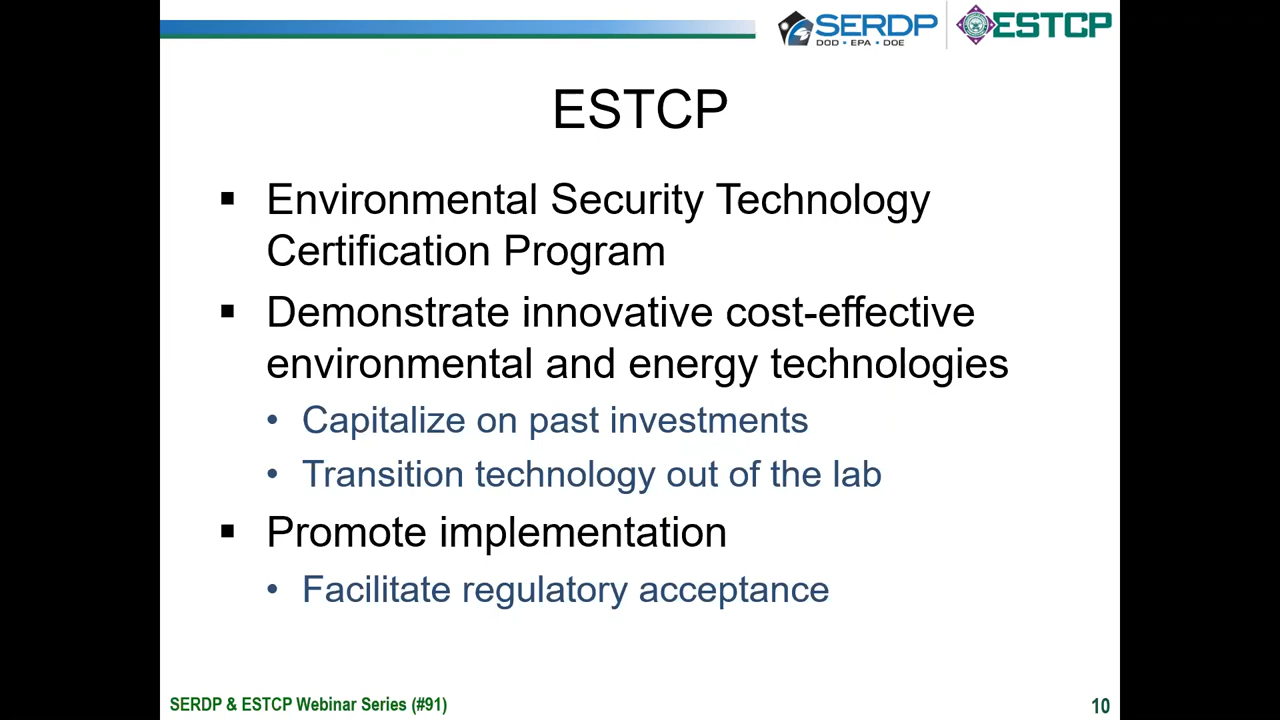 SERDP
DOD • EPA • DOE
ESTCP
ESTCP
▪ Environmental Security Technology
Certification Program
▪ Demonstrate innovative cost-effective
environmental and energy technologies
• Capitalize on past investments
• Transition technology out of the lab
▪ Promote implementation
• Facilitate regulatory acceptance
SERDP & ESTCP Webinar Series (#91)
10